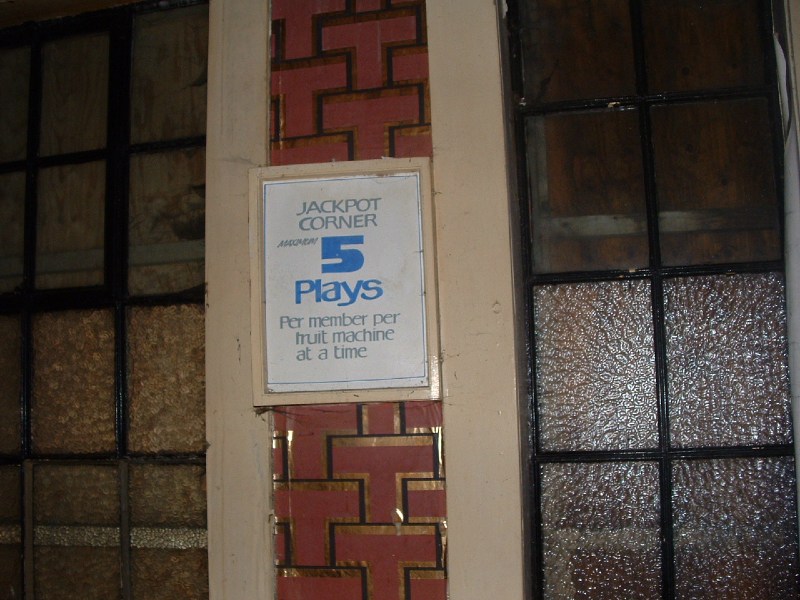 JACKPOT
CORNER
MAXIMUM
5
Plays
Per member per
fruit machine
at a time